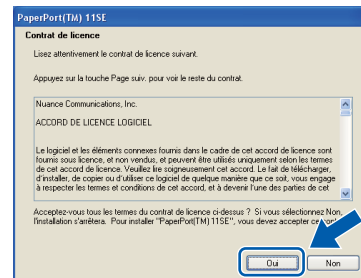 PaperPort(TM) 11SE
Contrat de licence
Lisez attentivement le contrat de licence suivant.
Appuyez sur la touche Page suiv. pour voir le reste du contrat.
Nuance Communications, Inc.
ACCORD DE LICENCE LOGICIEL
Le logiciel et les éléments connexes fournis dans le cadre de cet accord de licence sont
fournis sous licence, et non vendus, et peuvent être utilisés uniquement selon les termes
de cet accord de licence. Veuillez lire soigneusement cet accord. Le fait de télécharger,
d'installer, de copier ou d'utiliser ce logiciel de quelque manière que ce soit, vous engage
à respecter les termes et conditions de cet accord, et à devenir l'une des parties de cet
Acceptez-vous tous les termes du contrat de licence ci-dessus ? Si vous sélectionnez Non,
l'installation s'arrêtera. Pour installer "PaperPort(TM) 11SE", vous devez accepter ce
Oui
Non